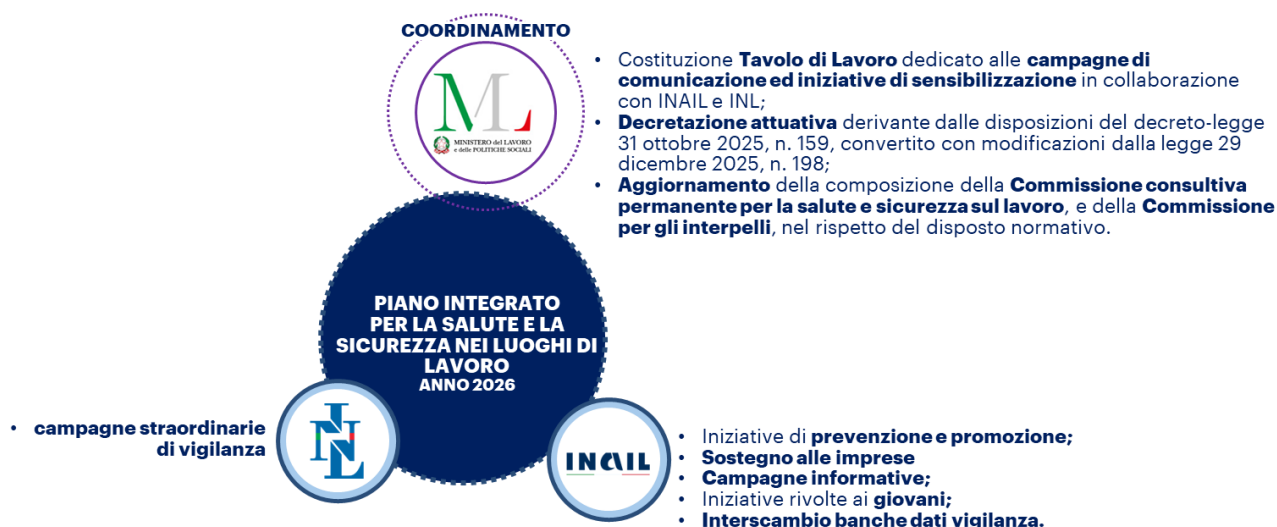 COORDINAMENTO
ML
MINISTERO del LAVORO
e delle POLITICHE SOCIALI
• Costituzione Tavolo di Lavoro dedicato alle campagne di
comunicazione ed iniziative di sensibilizzazione in collaborazione
con INAIL e INL;
• Decretazione attuativa derivante dalle disposizioni del decreto-legge
31 ottobre 2025, n. 159, convertito con modificazioni dalla legge 29
dicembre 2025, n. 198;
• Aggiornamento della composizione della Commissione consultiva
permanente per la salute e sicurezza sul lavoro, e della Commissione
per gli interpelli, nel rispetto del disposto normativo.
PIANO INTEGRATO
PER LA SALUTE E LA
SICUREZZA NEI LUOGHI DI
LAVORO
ANNO 2026
• campagne straordinarie
di vigilanza
INL
INAIL
• Iniziative di prevenzione e promozione;
• Sostegno alle imprese
• Campagne informative;
• Iniziative rivolte ai giovani;
• Interscambio banche dati vigilanza.